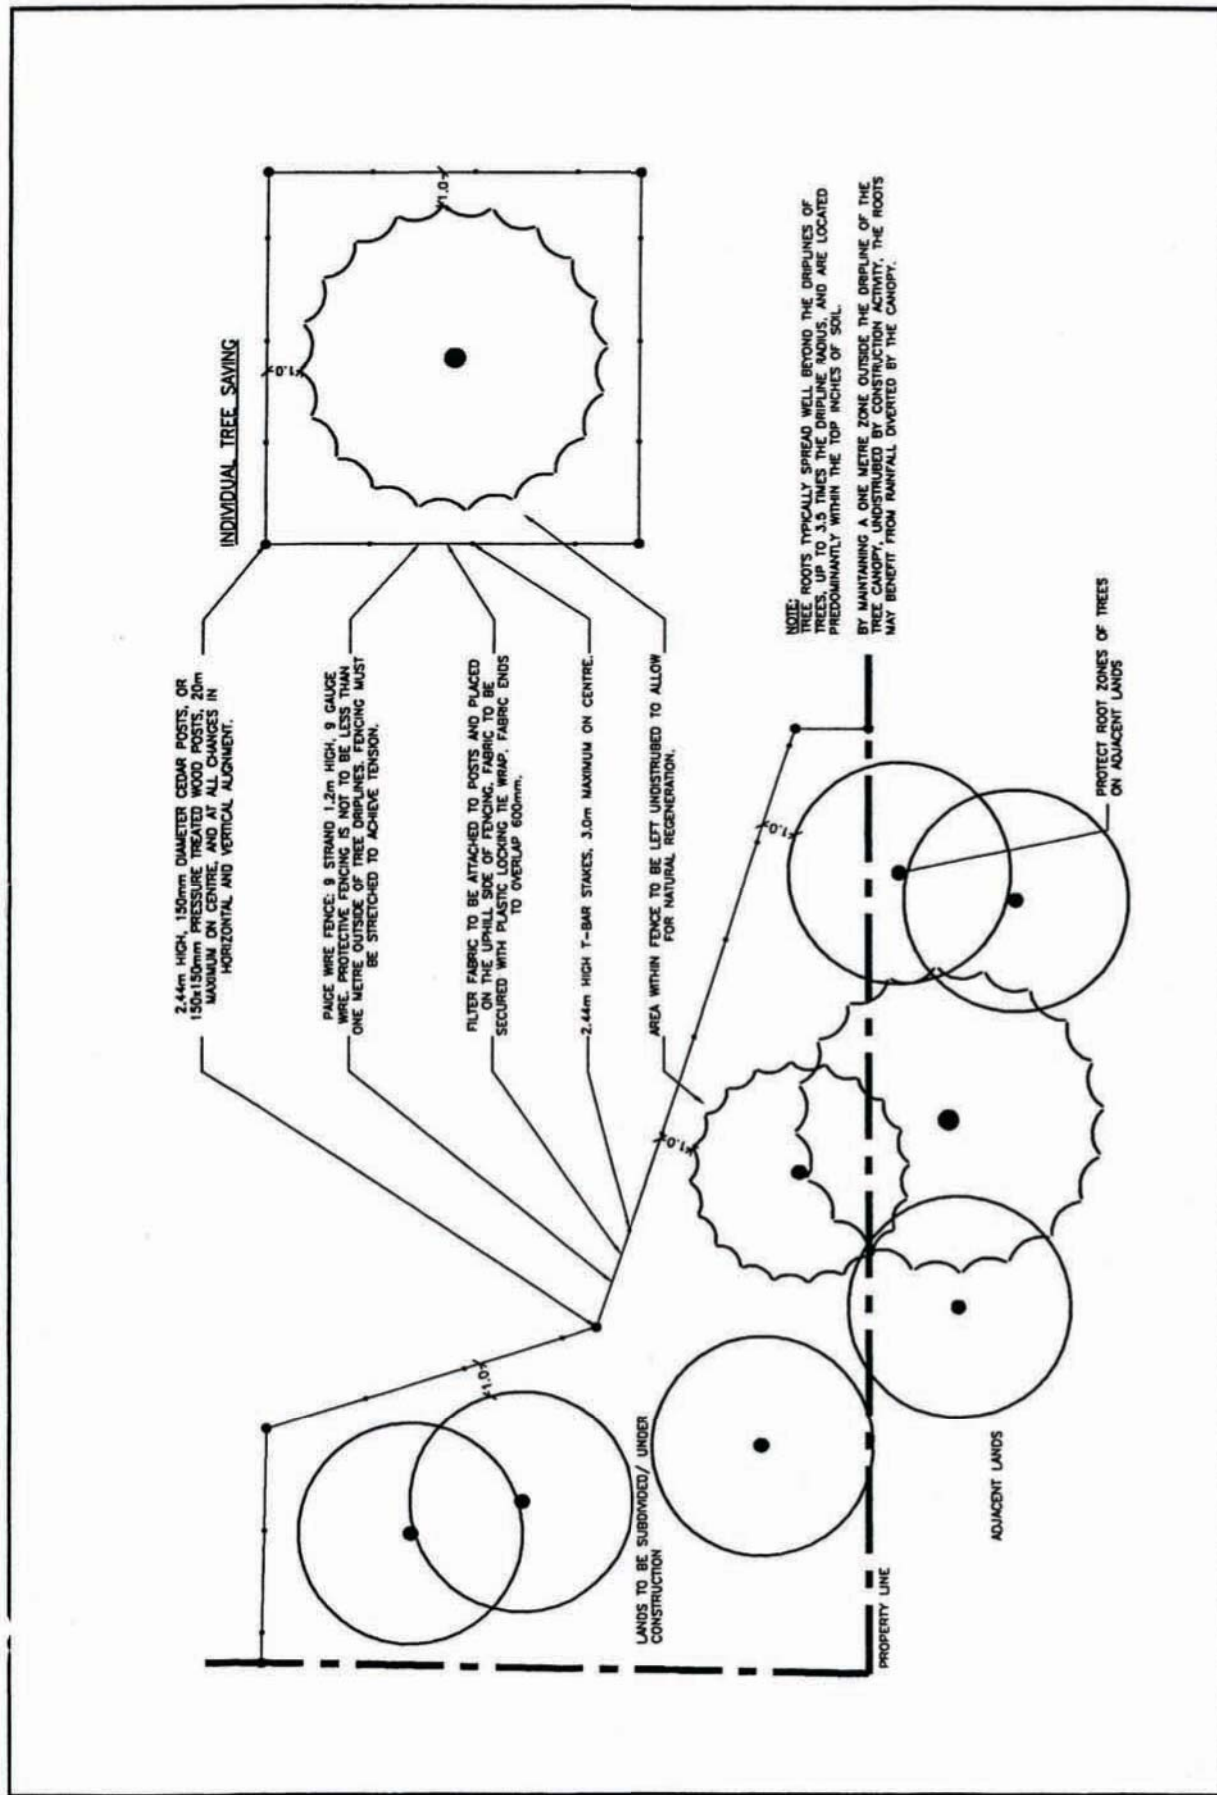 INDIVIDUAL TREE SAVING
1.0
1.0
2.44m HIGH, 150mm DIAMETER CEDAR POSTS, OR
150x150mm PRESSURE TREATED WOOD POSTS, 20m
MAXIMUM ON CENTRE, AND AT ALL CHANGES IN
HORIZONTAL AND VERTICAL ALIGNMENT.
PAIGE WIRE FENCE: 9 STRAND 1.2m HIGH, 9 GAUGE
WIRE. PROTECTIVE FENCING IS NOT TO BE LESS THAN
ONE METRE OUTSIDE OF TREE DRIPLINES. FENCING MUST
BE STRETCHED TO ACHIEVE TENSION.
FILTER FABRIC TO BE ATTACHED TO POSTS AND PLACED
ON THE UPHILL SIDE OF FENCING. FABRIC TO BE
SECURED WITH PLASTIC LOCKING TIE WRAP. FABRIC ENDS
TO OVERLAP 600mm.
2.44m HIGH T-BAR STAKES, 3.0m MAXIMUM ON CENTRE.
AREA WITHIN FENCE TO BE LEFT UNDISTRUBED TO ALLOW
FOR NATURAL REGENERATION.
NOTE:
TREE ROOTS TYPICALLY SPREAD WELL BEYOND THE DRIPLINES OF
TREES, UP TO 3.5 TIMES THE DRIPLINE RADIUS, AND ARE LOCATED
PREDOMINANTLY WITHIN THE TOP INCHES OF SOIL.
BY MAINTAINING A ONE METRE ZONE OUTSIDE THE DRIPLINE OF THE
TREE CANOPY, UNDISTRUBED BY CONSTRUCTION ACTIVITY, THE ROOTS
MAY BENEFIT FROM RAINFALL DIVERTED BY THE CANOPY.
1.0
1.0
1.0
LANDS TO BE SUBDIVIDED/ UNDER
CONSTRUCTION
PROPERTY LINE
ADJACENT LANDS
PROTECT ROOT ZONES OF TREES
ON ADJACENT LANDS